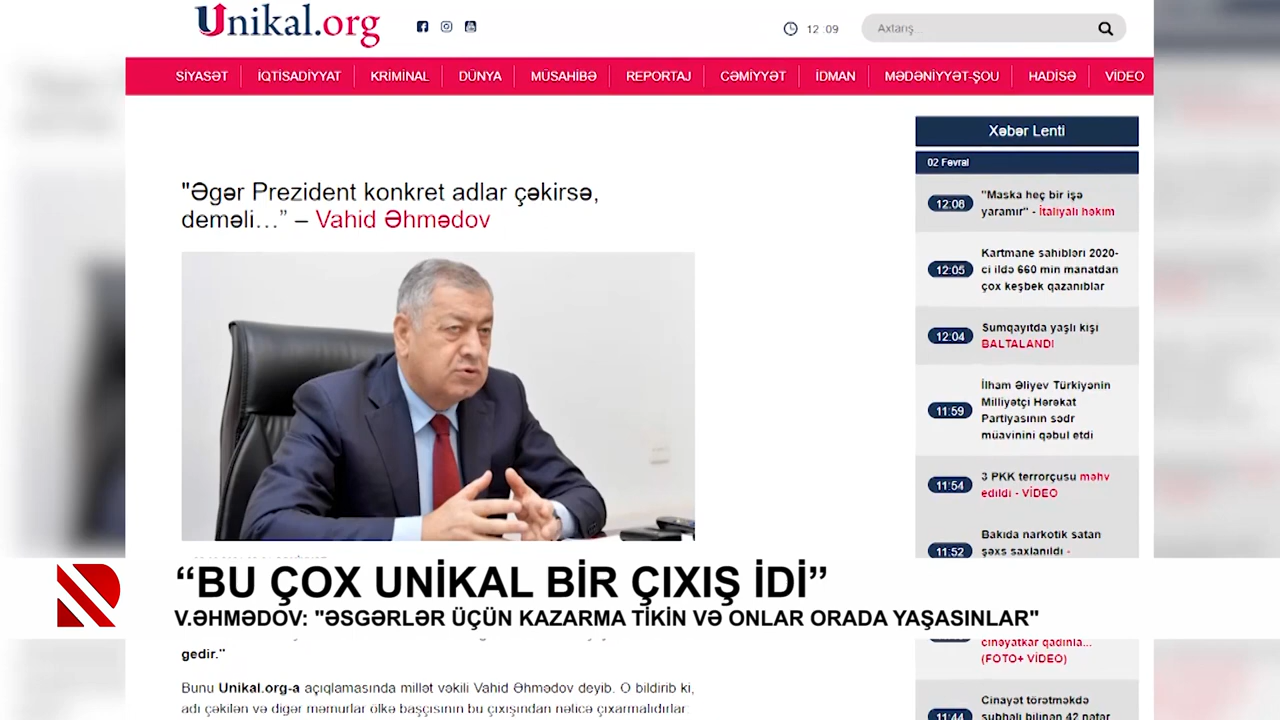 Unikal.org
12:09
Axtarış...
SİYASƏT
İQTİSADİYYAT
KRİMİNAL
DÜNYA
MÜSAHİBƏ
REPORTAJ
CƏMİYYƏT
İDMAN
MƏDƏNİYYƏT-ŞOU
HADİSƏ
VİDEO
"Əgər Prezident konkret adlar çəkirsə,
deməli…” – Vahid Əhmədov
Xəbər Lenti
02 Fevral
12:08
"Maska heç bir işə
yaramır" - İtaliyalı həkim
12:05
Kartmane sahibləri 2020-
ci ildə 660 min manatdan
çox keşbek qazanıblar
12:04
Sumqayıtda yaşlı kişi
BALTALANDI
11:59
İlham Əliyev Türkiyənin
Milliyətçi Hərəkat
Partiyasının sədr
müavinini qəbul etdi
11:54
3 PKK terrorçusu məhv
edildi - VİDEO
11:52
Bakıda narkotik satan
şəxs saxlanıldı -
“BU ÇOX UNİKAL BİR ÇIXIŞ İDİ”
V.ƏHMƏDOV: "ƏSGƏRLƏR ÜÇÜN KAZARMA TİKİN VƏ ONLAR ORADA YAŞASINLAR"
gedir."
Bunu Unikal.org-a açıqlamasında millət vəkili Vahid Əhmədov deyib. O bildirib ki,
adı çəkilən və digər məmurlar ölkə başçısının bu çıxışından nəticə çıxarmalıdırlar:
cinəyatkar qadınla...
(FOTO+ VİDEO)
11:44
Cinayət törətməkdə
şübhəli bilinən 42 nəfər